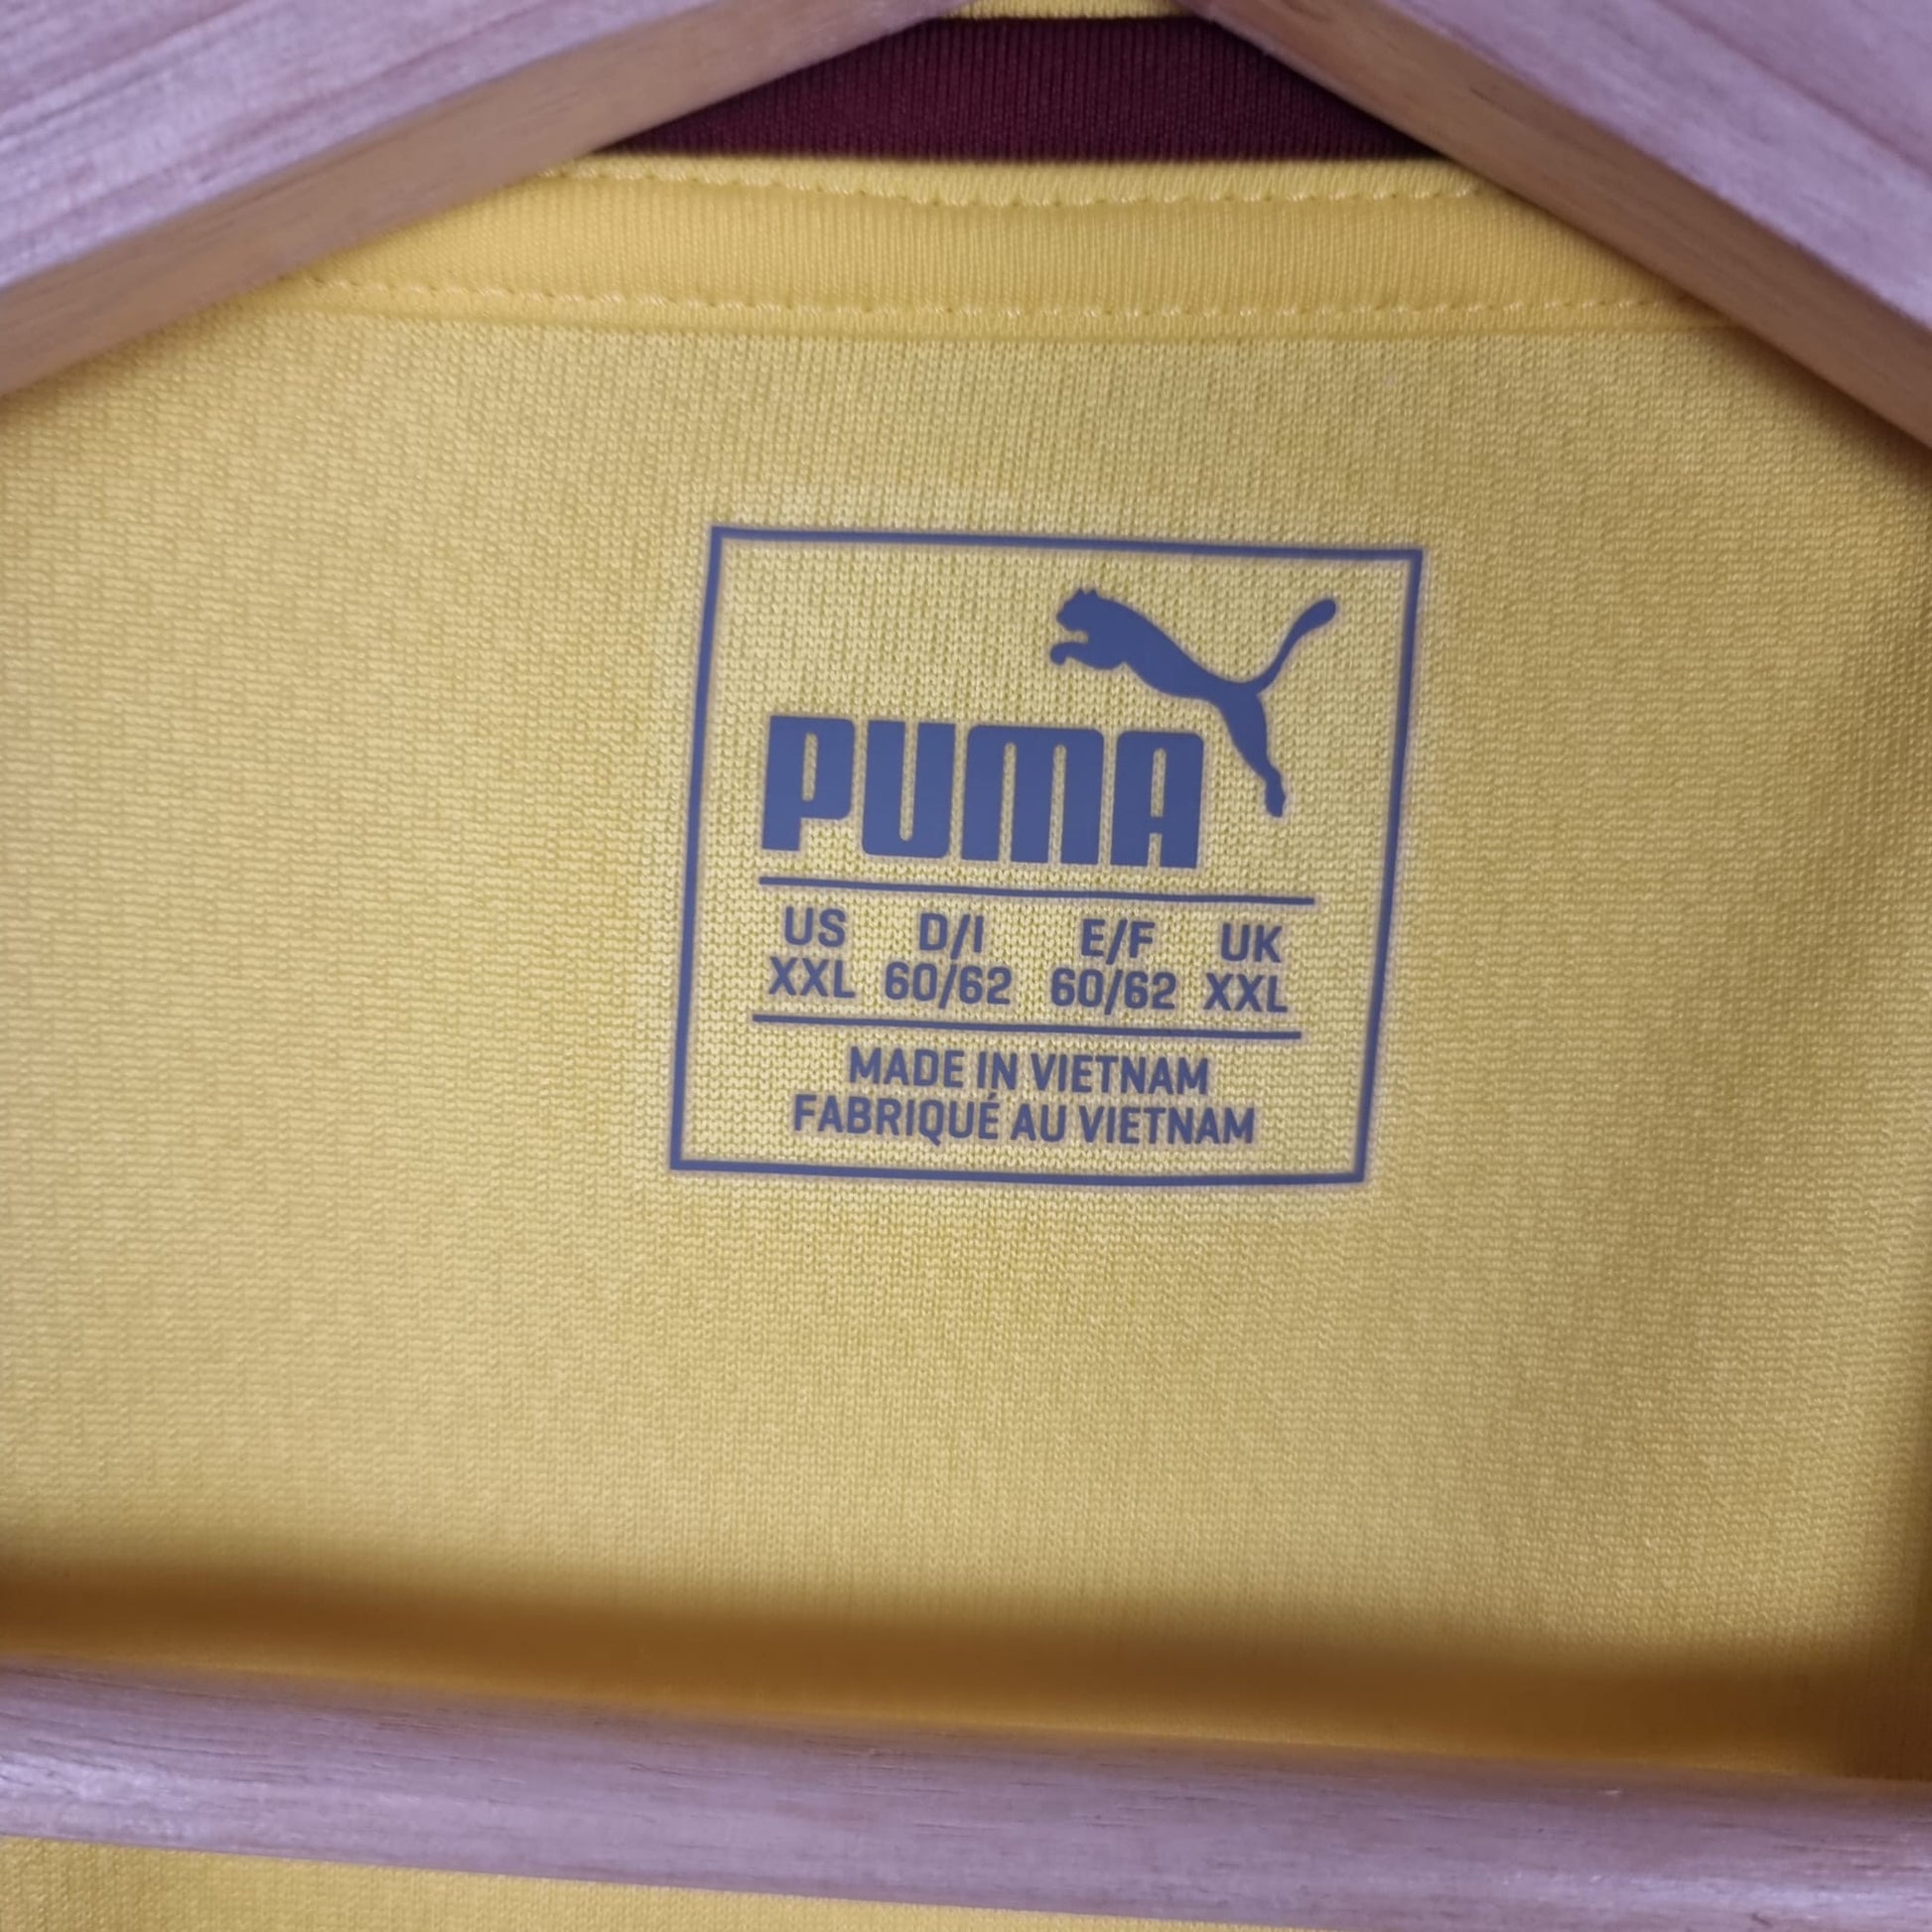 PUMA
US D/I E/F UK
XXL 60/62 60/62 XXL
MADE IN VIETNAM
FABRIQUÉ AU VIETNAM